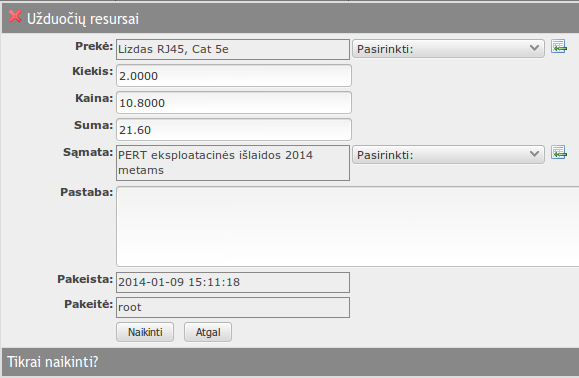 Užduočių resursai
Prekė: Lizdas RJ45, Cat 5e Pasirinkti:
Kiekis: 2.0000
Kaina: 10.8000
Suma: 21.60
Sąmata: PERT eksploatacinės išlaidos 2014 Pasirinkti:
metams
Pastaba:
Pakeista: 2014-01-09 15:11:18
Pakeitė: root
Naikinti Atgal
Tikrai naikinti?